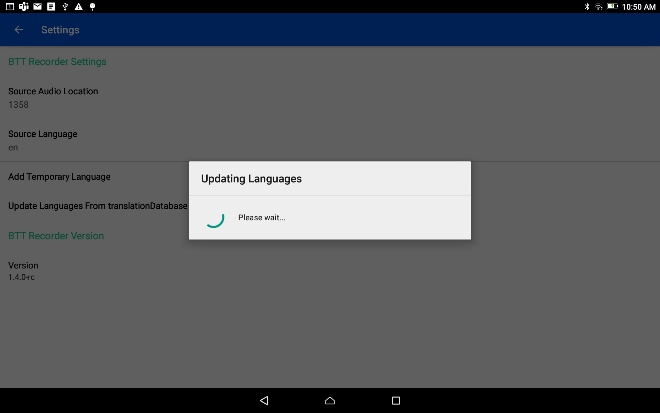 10:50 AM
Settings
BTT Recorder Settings
Source Audio Location
1358
Source Language
en
Add Temporary Language
Update Languages From translationDatabase
BTT Recorder Version
Version
1.4.0-rc
Updating Languages
Please wait...